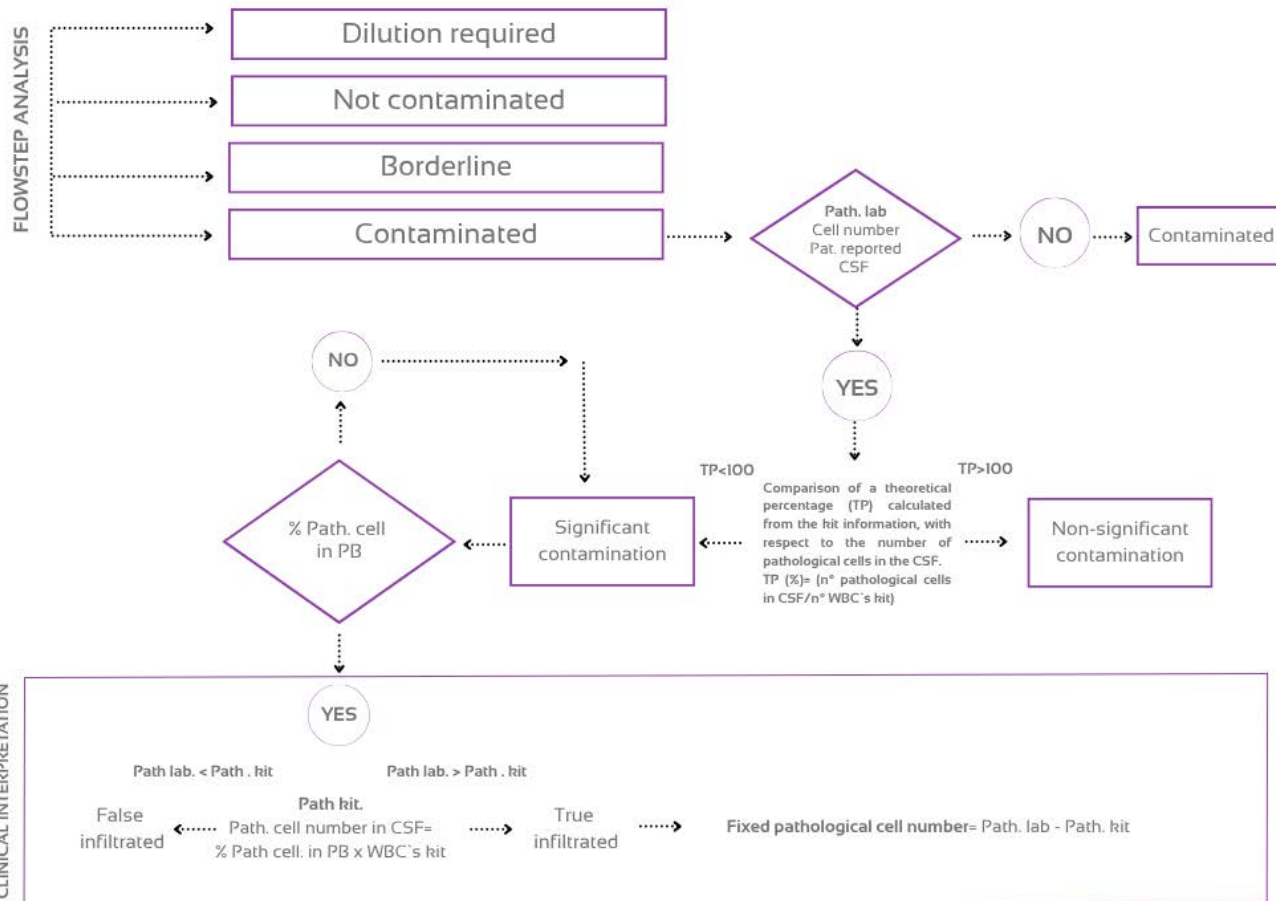 FLOWSTEP ANALYSIS
Dilution required
Not contaminated
Borderline
Contaminated
Path. lab
Cell number
Pat. reported
CSF
NO
Contaminated
YES
NO
TP<100
TP>100
Comparison of a theoretical
percentage (TP) calculated
from the kit information, with
respect to the number of
pathological cells in the CSF.
TP (%)= (n° pathological cells
in CSF/n° WBC`s kit)
Non-significant
contamination
Significant
contamination
% Path. cell
in PB
CLINICAL INTERPRETATION
YES
Path lab. < Path . kit
Path lab. > Path . kit
False
infiltrated
Path kit.
Path. cell number in CSF=
% Path cell. in PB x WBC`s kit
True
infiltrated
Fixed pathological cell number= Path. lab - Path. kit